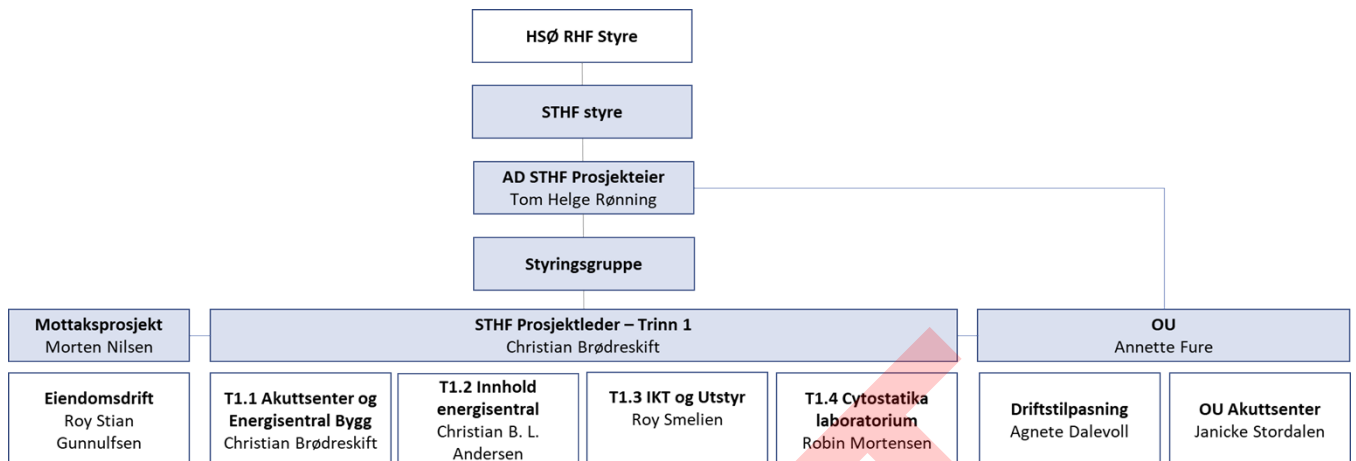 HSØ RHF Styre
STHF styre
AD STHF Prosjekteier
Tom Helge Rønning
Styringsgruppe
Mottaksprosjekt
Morten Nilsen
STHF Prosjektleder – Trinn 1
Christian Brødreskift
OU
Annette Fure
Eiendomsdrift
Roy Stian
Gunnulfsen
T1.1 Akuttsenter og
Energisentral Bygg
Christian Brødreskift
T1.2 Innhold
energisentral
Christian B. L.
Andersen
T1.3 IKT og Utstyr
Roy Smelien
T1.4 Cytostatika
laboratorium
Robin Mortensen
Driftstilpasning
Agnete Dalevoll
OU Akuttsenter
Janicke Stordalen